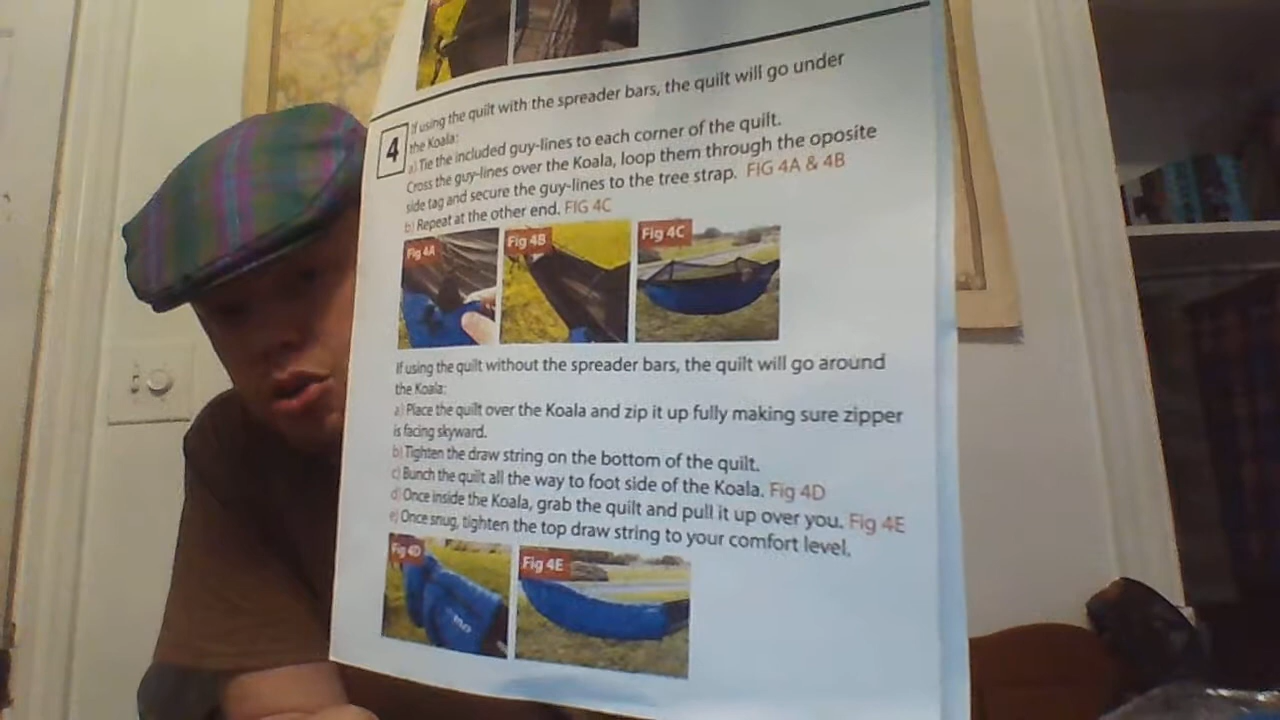 4
If using the quilt with the spreader bars, the quilt will go under
the Koala:
a) Tie the included guy-lines to each corner of the quilt.
Cross the guy-lines over the Koala, loop them through the oposite
side tag and secure the guy-lines to the tree strap. FIG 4A & 4B
b) Repeat at the other end. FIG 4C
Fig 4A
Fig 4B
Fig 4C
If using the quilt without the spreader bars, the quilt will go around
the Koala:
a) Place the quilt over the Koala and zip it up fully making sure zipper
is facing skyward.
b) Tighten the draw string on the bottom of the quilt.
c) Bunch the quilt all the way to foot side of the Koala. Fig 4D
d) Once inside the Koala, grab the quilt and pull it up over you. Fig 4E
e) Once snug, tighten the top draw string to your comfort level.
Fig 4D
Fig 4E